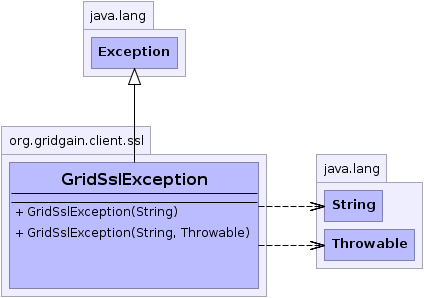 java.lang
Exception
org.gridgain.client.ssl
GridSslException
+ GridSslException(String)
+ GridSslException(String, Throwable)
java.lang
String
Throwable